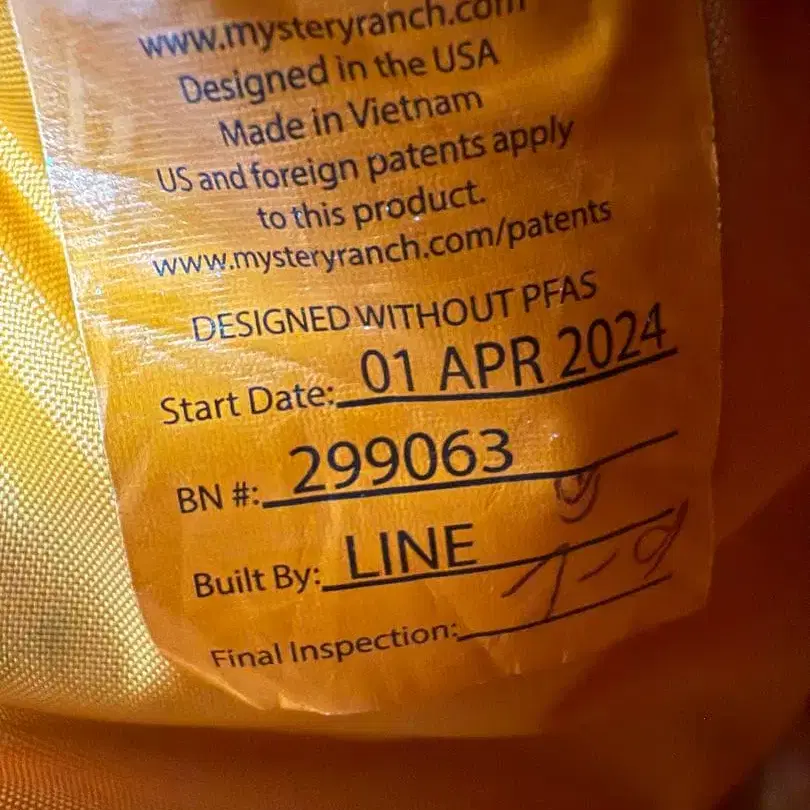 www.mysteryranch.com
Designed in the USA
Made in Vietnam
US and foreign patents apply
to this product.
www.mysteryranch.com/patents
DESIGNED WITHOUT PFAS
Start Date: 01 APR 2024
BN #: 299063
Built By: LINE
Final Inspection: